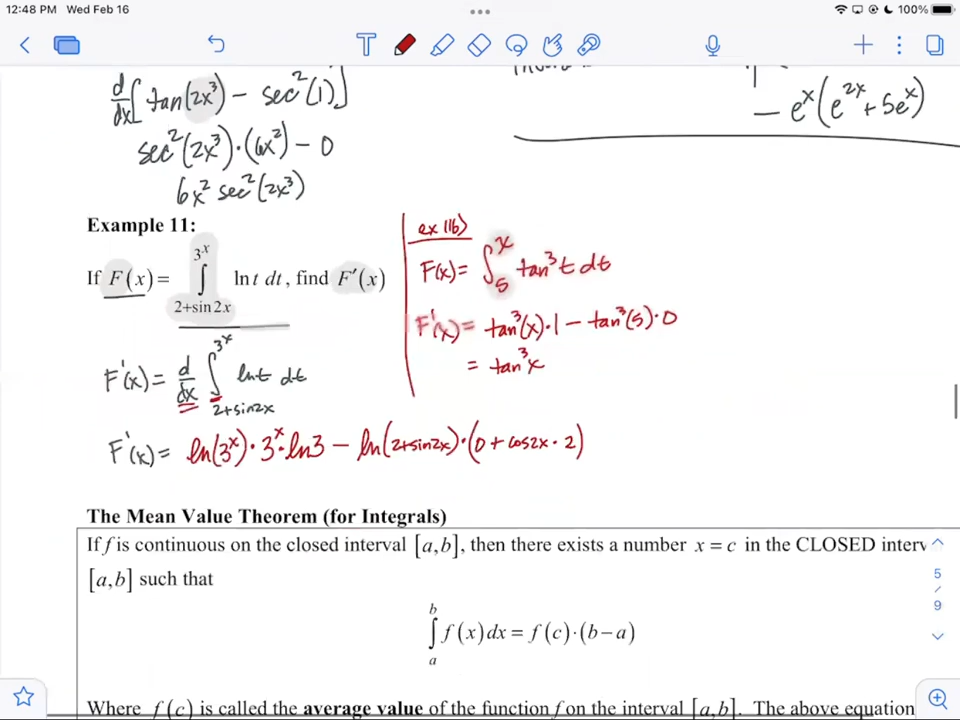 12:48 PM Wed Feb 16
100%
d/dx[tan(2x³) − sec²(1)]
sec²(2x³)·(6x²) − 0
6x² sec²(2x³)
− eˣ(e²ˣ + 5eˣ)
Example 11:
If F(x) = ∫_{2+sin 2x}^{3^x} ln t dt, find F′(x)
F'(x) = d/dx ∫_{2+sin2x}^{3^x} lnt dt
F'(x) = ln(3ˣ)·3ˣ·ln3 − ln(2+sin2x)·(0 + cos2x·2)
ex 11b)
F(x) = ∫_5^x tan³t dt
F'(x) = tan³(x)·1 − tan³(5)·0
= tan³x
The Mean Value Theorem (for Integrals)
If f is continuous on the closed interval [a,b], then there exists a number x = c in the CLOSED interv
[a,b] such that
∫_a^b f(x)dx = f(c)·(b−a)
Where f(c) is called the average value of the function f on the interval [a,b]. The above equation
5
/
9